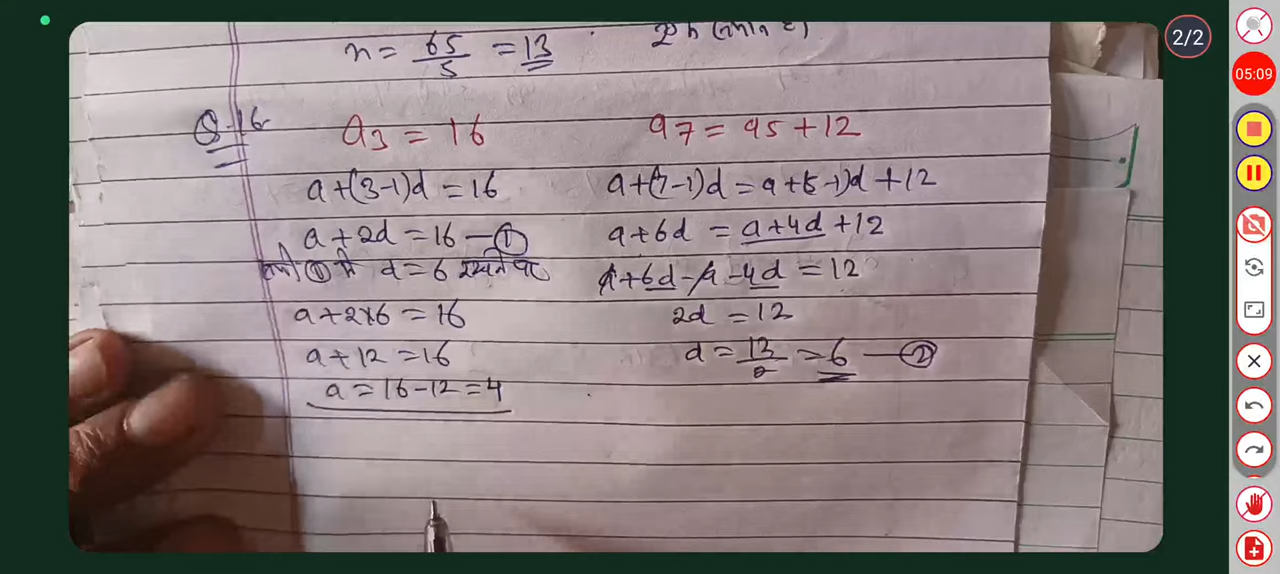 2/2
05:09
n = 65/5 = 13
Q-16
a3 = 16
a7 = a5 + 12
a + (3-1)d = 16
a + (7-1)d = a + (5-1)d + 12
a + 2d = 16 — ①
a + 6d = a + 4d + 12
① में d = 6 रखने पर
a + 6d - a - 4d = 12
a + 2×6 = 16
2d = 12
a + 12 = 16
d = 12/2 = 6 — ②
a = 16 - 12 = 4